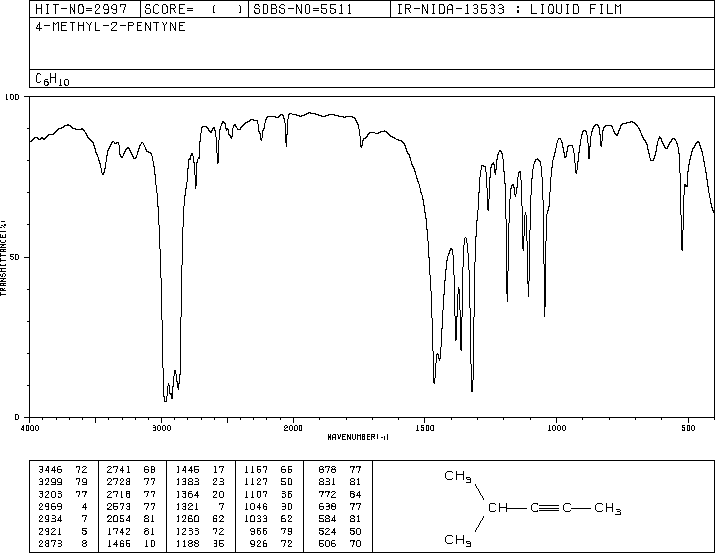 HIT-NO=2997 SCORE= ( ) SDBS-NO=5511 IR-NIDA-13533 : LIQUID FILM
4-METHYL-2-PENTYNE
C6H10
100
50
0
TRANSMITTANCE(%)
4000 3000 2000 1500 1000 500
WAVENUMBER(-1)
3446 72 2741 68 1446 17 1167 66 878 77
3299 79 2728 77 1383 23 1127 50 831 81
3203 77 2718 77 1364 20 1107 36 772 84
2969 4 2573 77 1321 7 1046 30 638 77
2934 7 2054 81 1260 62 1033 62 584 81
2921 5 1742 81 1233 72 966 79 524 50
2873 8 1466 10 1188 35 926 72 506 70
CH3
CH—C≡C—CH3
CH3